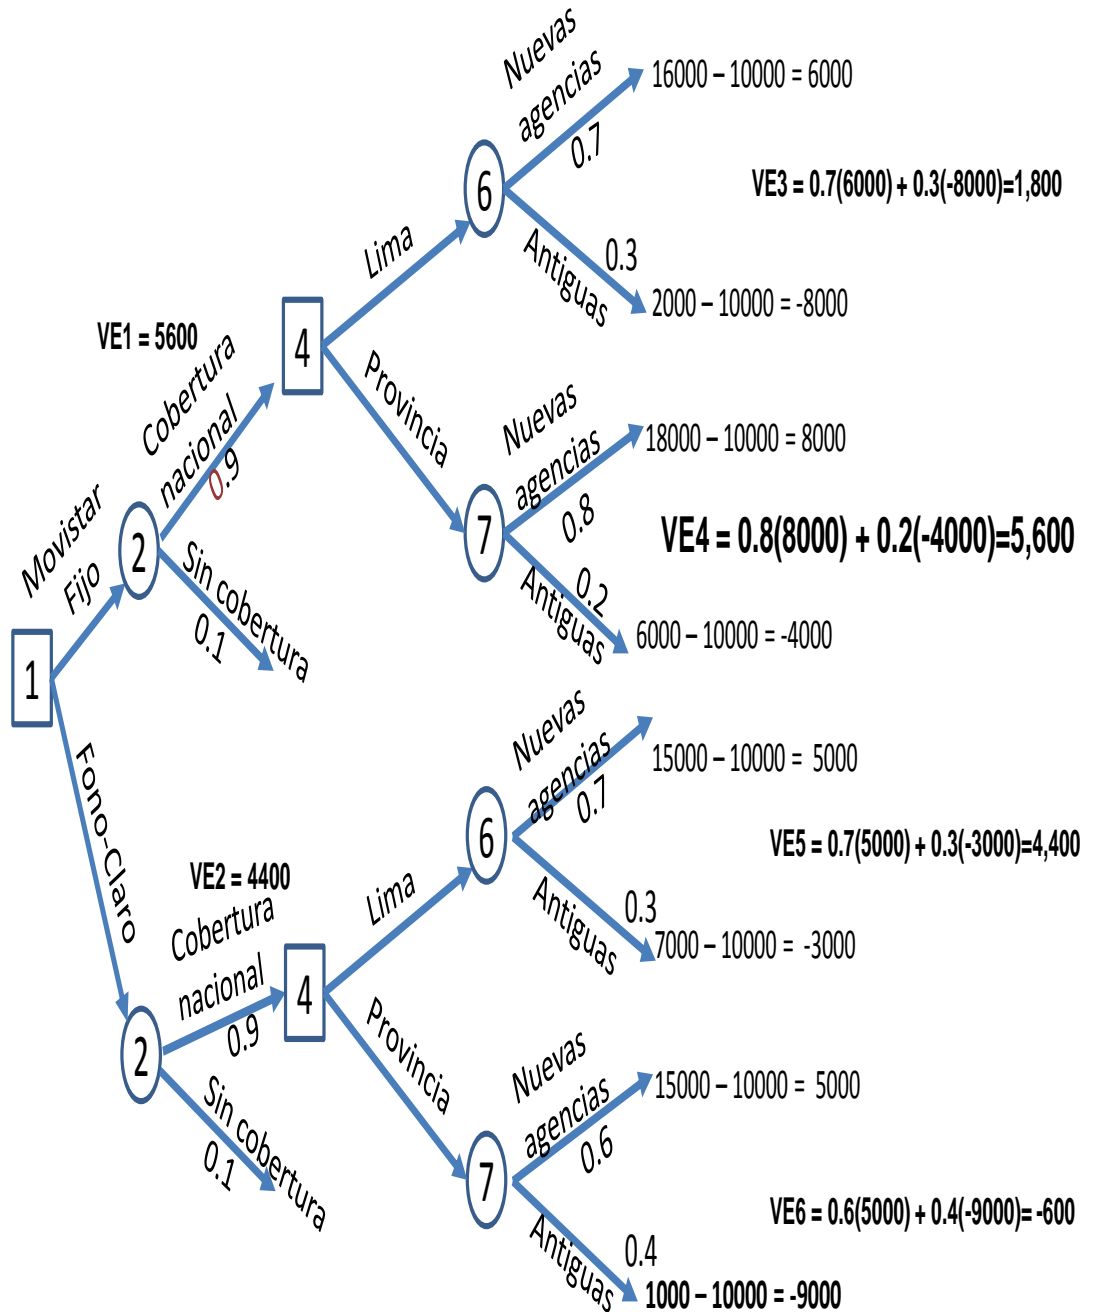 Nuevas
agencias
0.7
16000 – 10000 = 6000
6
VE3 = 0.7(6000) + 0.3(-8000)=1,800
Lima
Antiguas
0.3
2000 – 10000 = -8000
VE1 = 5600
4
Cobertura
nacional
0.9
Provincia
Nuevas
agencias
0.8
18000 – 10000 = 8000
7
VE4 = 0.8(8000) + 0.2(-4000)=5,600
Antiguas
0.2
6000 – 10000 = -4000
Movistar
Fijo
2
Sin cobertura
0.1
1
Fono-Claro
Nuevas
agencias
0.7
15000 – 10000 =  5000
6
VE5 = 0.7(5000) + 0.3(-3000)=4,400
VE2 = 4400
Lima
Antiguas
0.3
7000 – 10000 =  -3000
Cobertura
nacional
0.9
4
Provincia
2
Sin cobertura
0.1
Nuevas
agencias
0.6
15000 – 10000 =  5000
7
VE6 = 0.6(5000) + 0.4(-9000)= -600
Antiguas
0.4
1000 – 10000 = -9000